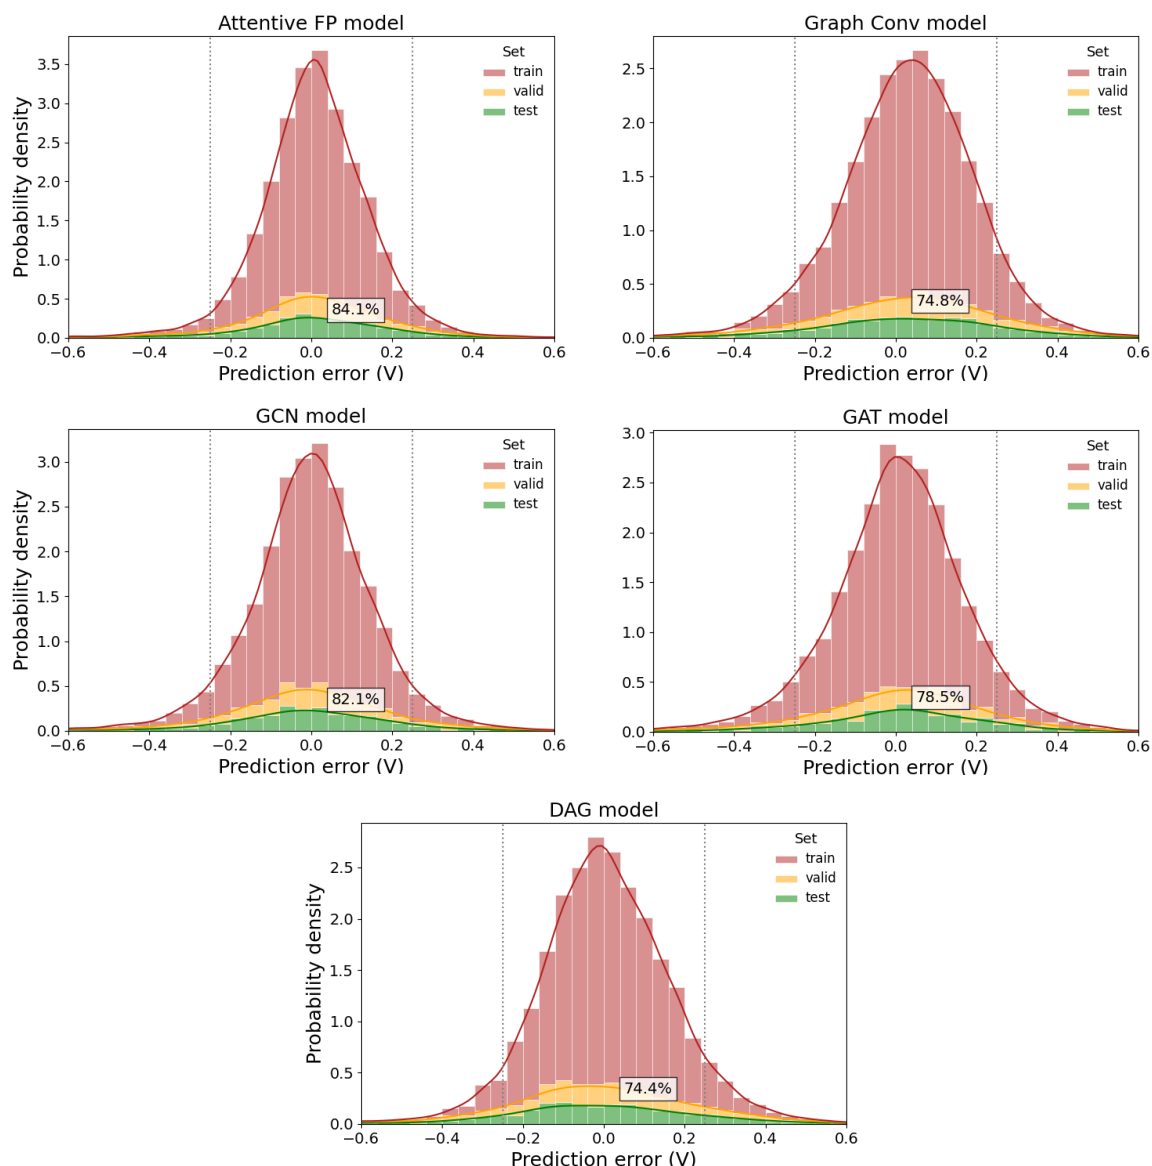 Attentive FP model
Set
train
valid
test
3.5
3.0
2.5
2.0
1.5
1.0
0.5
0.0
Probability density
84.1%
−0.6 −0.4 −0.2 0.0 0.2 0.4 0.6
Prediction error (V)
Graph Conv model
Set
train
valid
test
2.5
2.0
1.5
1.0
0.5
0.0
Probability density
74.8%
−0.6 −0.4 −0.2 0.0 0.2 0.4 0.6
Prediction error (V)
GCN model
Set
train
valid
test
3.0
2.5
2.0
1.5
1.0
0.5
0.0
Probability density
82.1%
−0.6 −0.4 −0.2 0.0 0.2 0.4 0.6
Prediction error (V)
GAT model
Set
train
valid
test
3.0
2.5
2.0
1.5
1.0
0.5
0.0
Probability density
78.5%
−0.6 −0.4 −0.2 0.0 0.2 0.4 0.6
Prediction error (V)
DAG model
Set
train
valid
test
2.5
2.0
1.5
1.0
0.5
0.0
Probability density
74.4%
−0.6 −0.4 −0.2 0.0 0.2 0.4 0.6
Prediction error (V)